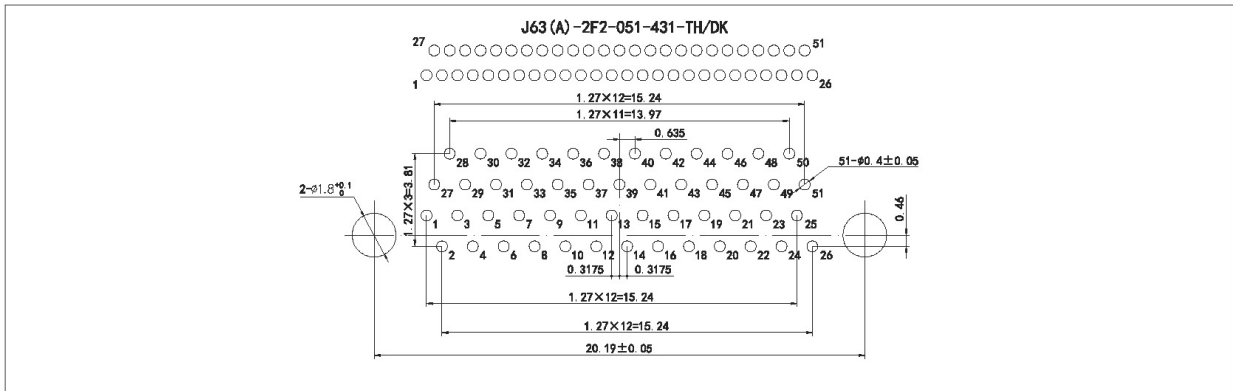 J63(A)-2F2-051-431-TH/DK
27 51
1 26
1.27×12=15.24
1.27×11=13.97
0.635
28 30 32 34 36 38 40 42 44 46 48 50
51-φ0.4±0.05
27 29 31 33 35 37 39 41 43 45 47 49 51
2-φ1.8+0.1 0
1.27×3=3.81
0.46
1 3 5 7 9 11 13 15 17 19 21 23 25
2 4 6 8 10 12 14 16 18 20 22 24 26
0.3175 0.3175
1.27×12=15.24
1.27×12=15.24
20.19±0.05